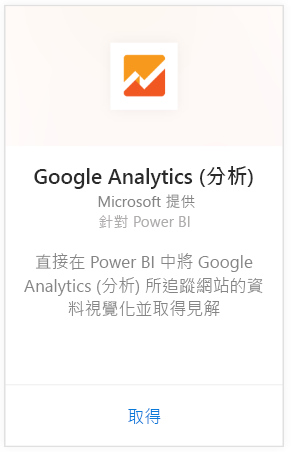 Google Analytics (分析)
Microsoft 提供
針對 Power BI
直接在 Power BI 中將 Google
Analytics (分析) 所追蹤網站的資
料視覺化並取得見解
取得